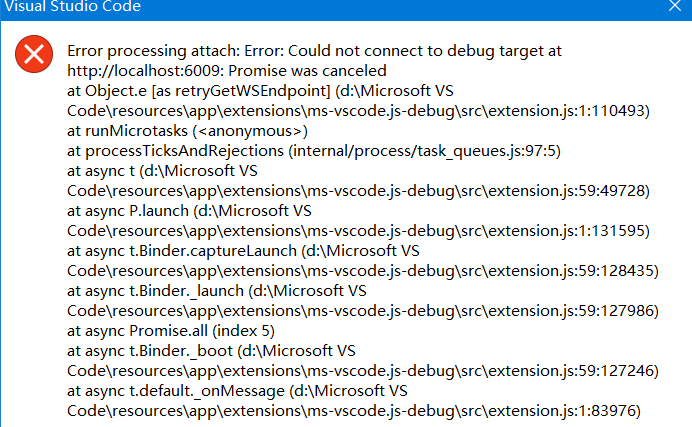 Visual Studio Code
Error processing attach: Error: Could not connect to debug target at
http://localhost:6009: Promise was canceled
at Object.e [as retryGetWSEndpoint] (d:\Microsoft VS
Code\resources\app\extensions\ms-vscode.js-debug\src\extension.js:1:110493)
at runMicrotasks (<anonymous>)
at processTicksAndRejections (internal/process/task_queues.js:97:5)
at async t (d:\Microsoft VS
Code\resources\app\extensions\ms-vscode.js-debug\src\extension.js:59:49728)
at async P.launch (d:\Microsoft VS
Code\resources\app\extensions\ms-vscode.js-debug\src\extension.js:1:131595)
at async t.Binder.captureLaunch (d:\Microsoft VS
Code\resources\app\extensions\ms-vscode.js-debug\src\extension.js:59:128435)
at async t.Binder._launch (d:\Microsoft VS
Code\resources\app\extensions\ms-vscode.js-debug\src\extension.js:59:127986)
at async Promise.all (index 5)
at async t.Binder._boot (d:\Microsoft VS
Code\resources\app\extensions\ms-vscode.js-debug\src\extension.js:59:127246)
at async t.default._onMessage (d:\Microsoft VS
Code\resources\app\extensions\ms-vscode.js-debug\src\extension.js:1:83976)